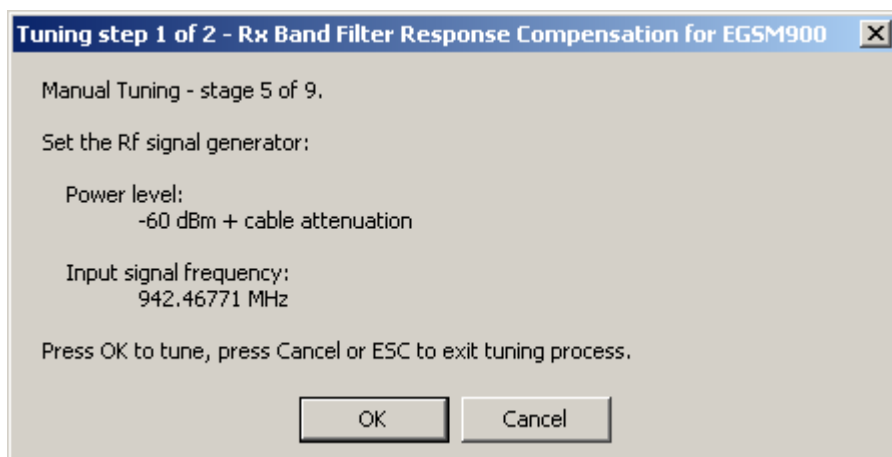 Tuning step 1 of 2 - Rx Band Filter Response Compensation for EGSM900
Manual Tuning - stage 5 of 9.
Set the Rf signal generator:
Power level:
-60 dBm + cable attenuation
Input signal frequency:
942.46771 MHz
Press OK to tune, press Cancel or ESC to exit tuning process.
OK
Cancel